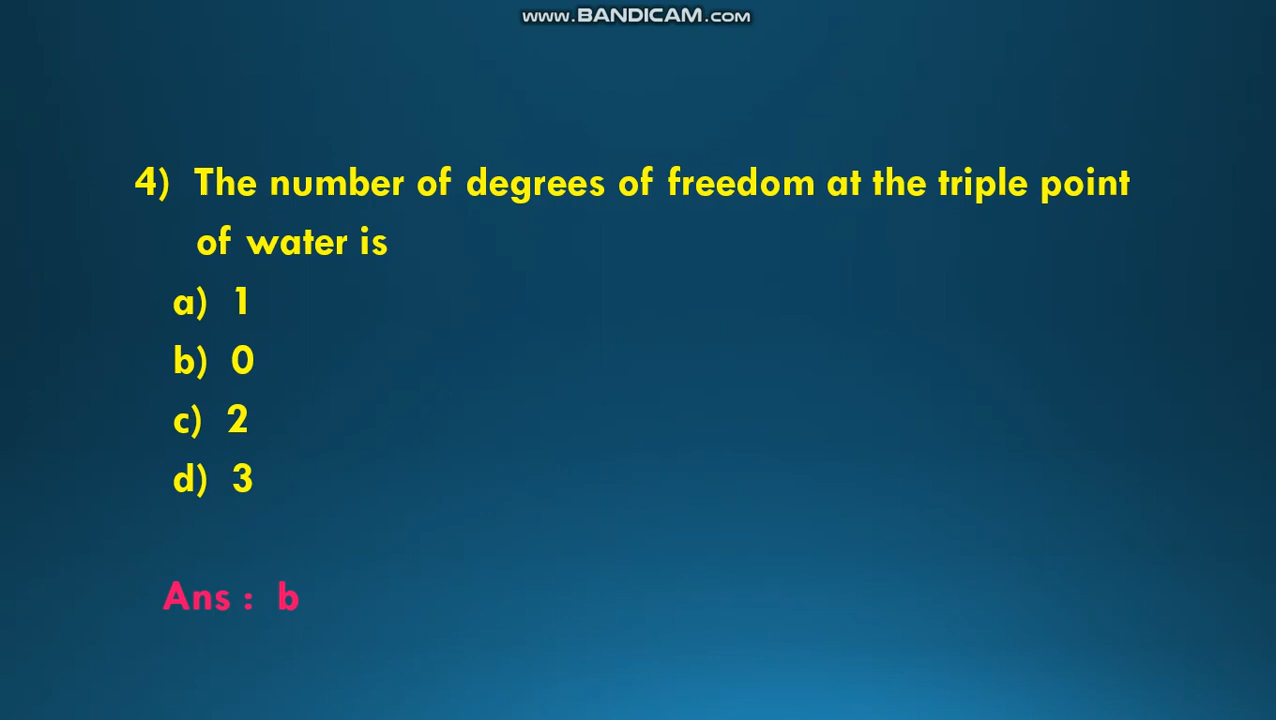 www.BANDICAM.com
4) The number of degrees of freedom at the triple point
of water is
a) 1
b) 0
c) 2
d) 3
Ans : b